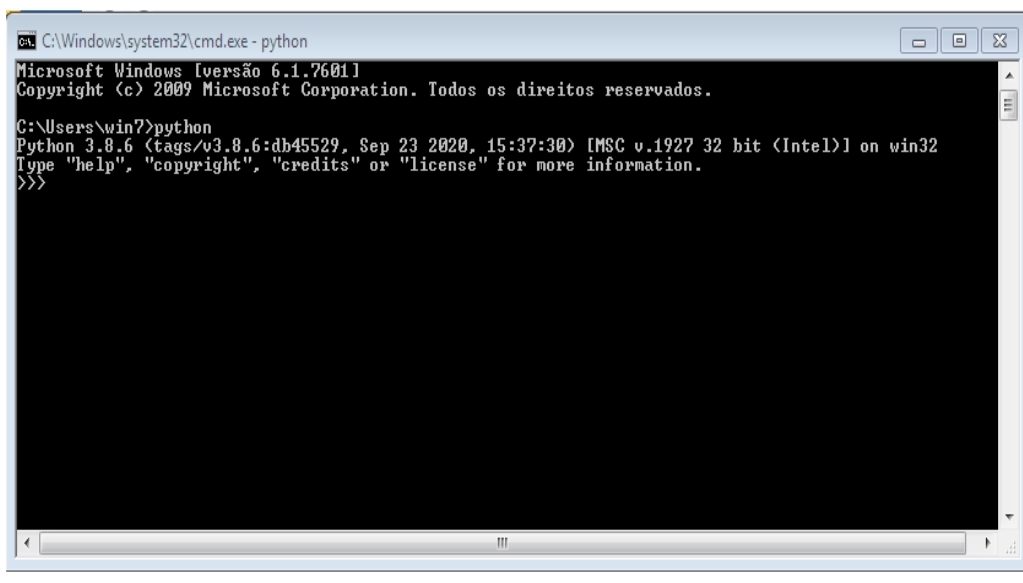 C:\Windows\system32\cmd.exe - python
Microsoft Windows [versão 6.1.7601]
Copyright (c) 2009 Microsoft Corporation. Todos os direitos reservados.
C:\Users\win7>python
Python 3.8.6 (tags/v3.8.6:db45529, Sep 23 2020, 15:37:30) [MSC v.1927 32 bit (Intel)] on win32
Type "help", "copyright", "credits" or "license" for more information.
>>>